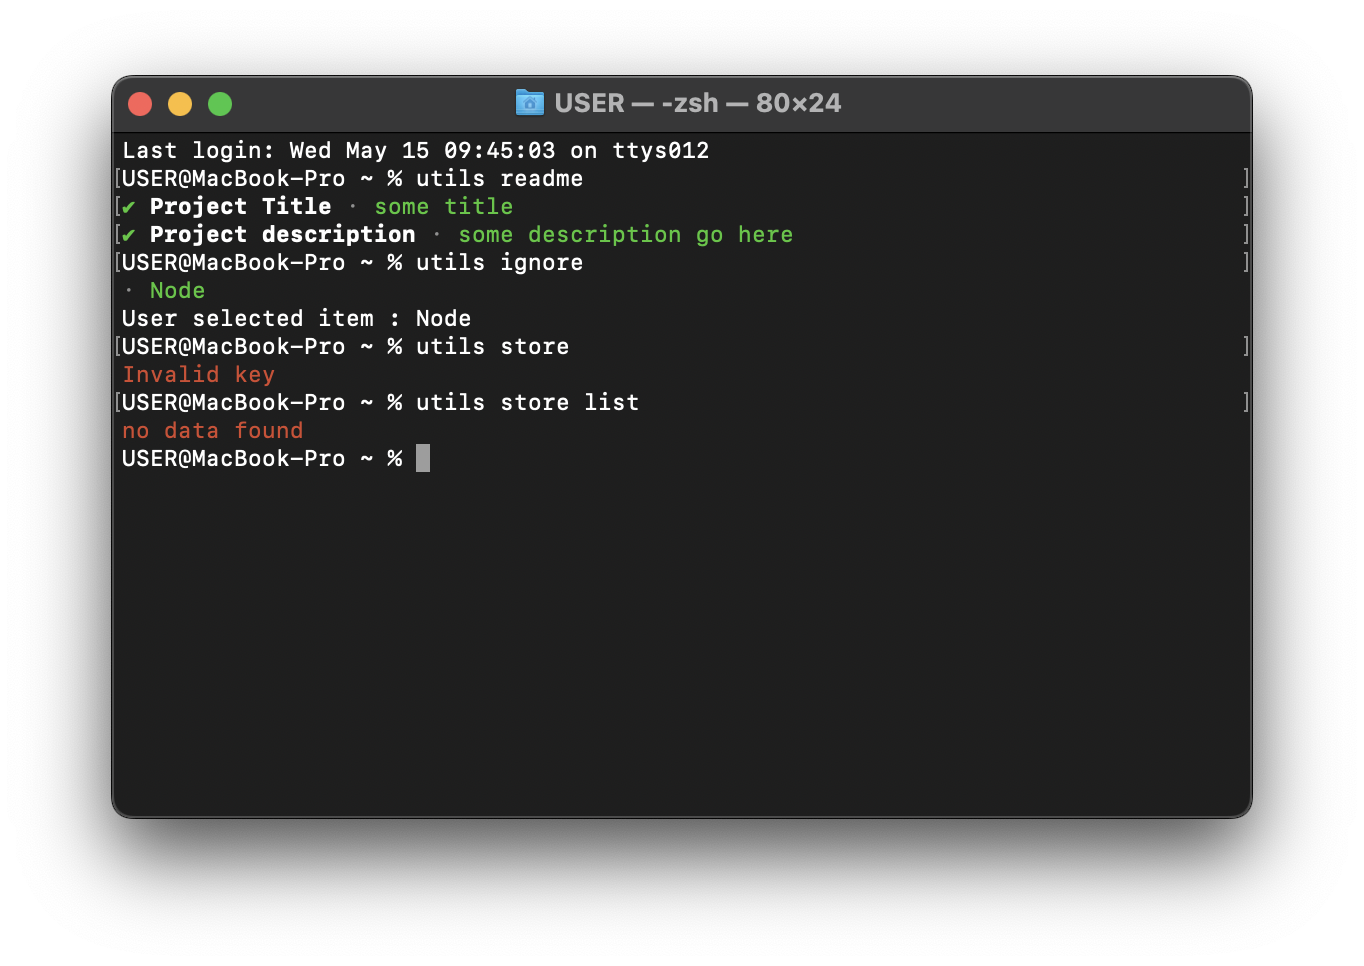 USER — -zsh — 80×24
Last login: Wed May 15 09:45:03 on ttys012
[USER@MacBook-Pro ~ % utils readme ]
[✔ Project Title · some title ]
[✔ Project description · some description go here ]
[USER@MacBook-Pro ~ % utils ignore ]
· Node
User selected item : Node
[USER@MacBook-Pro ~ % utils store ]
Invalid key
[USER@MacBook-Pro ~ % utils store list ]
no data found
USER@MacBook-Pro ~ %